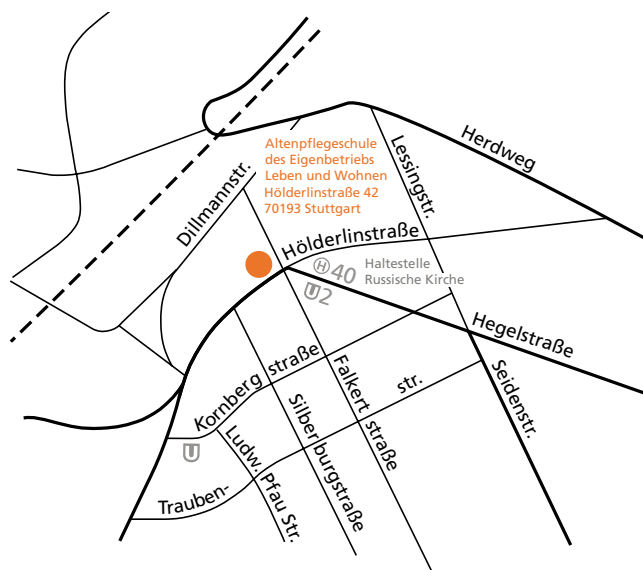 Altenpflegeschule
des Eigenbetriebs
Leben und Wohnen
Hölderlinstraße 42
70193 Stuttgart
Herdweg
Lessingstr.
Dillmannstr.
Hölderlinstraße
H 40
Haltestelle
Russische Kirche
U2
Hegelstraße
Seidenstr.
Kornberg straße
Falkert straße
Silberburgstraße
Trauben- str.
Ludw. Pfau Str.
U